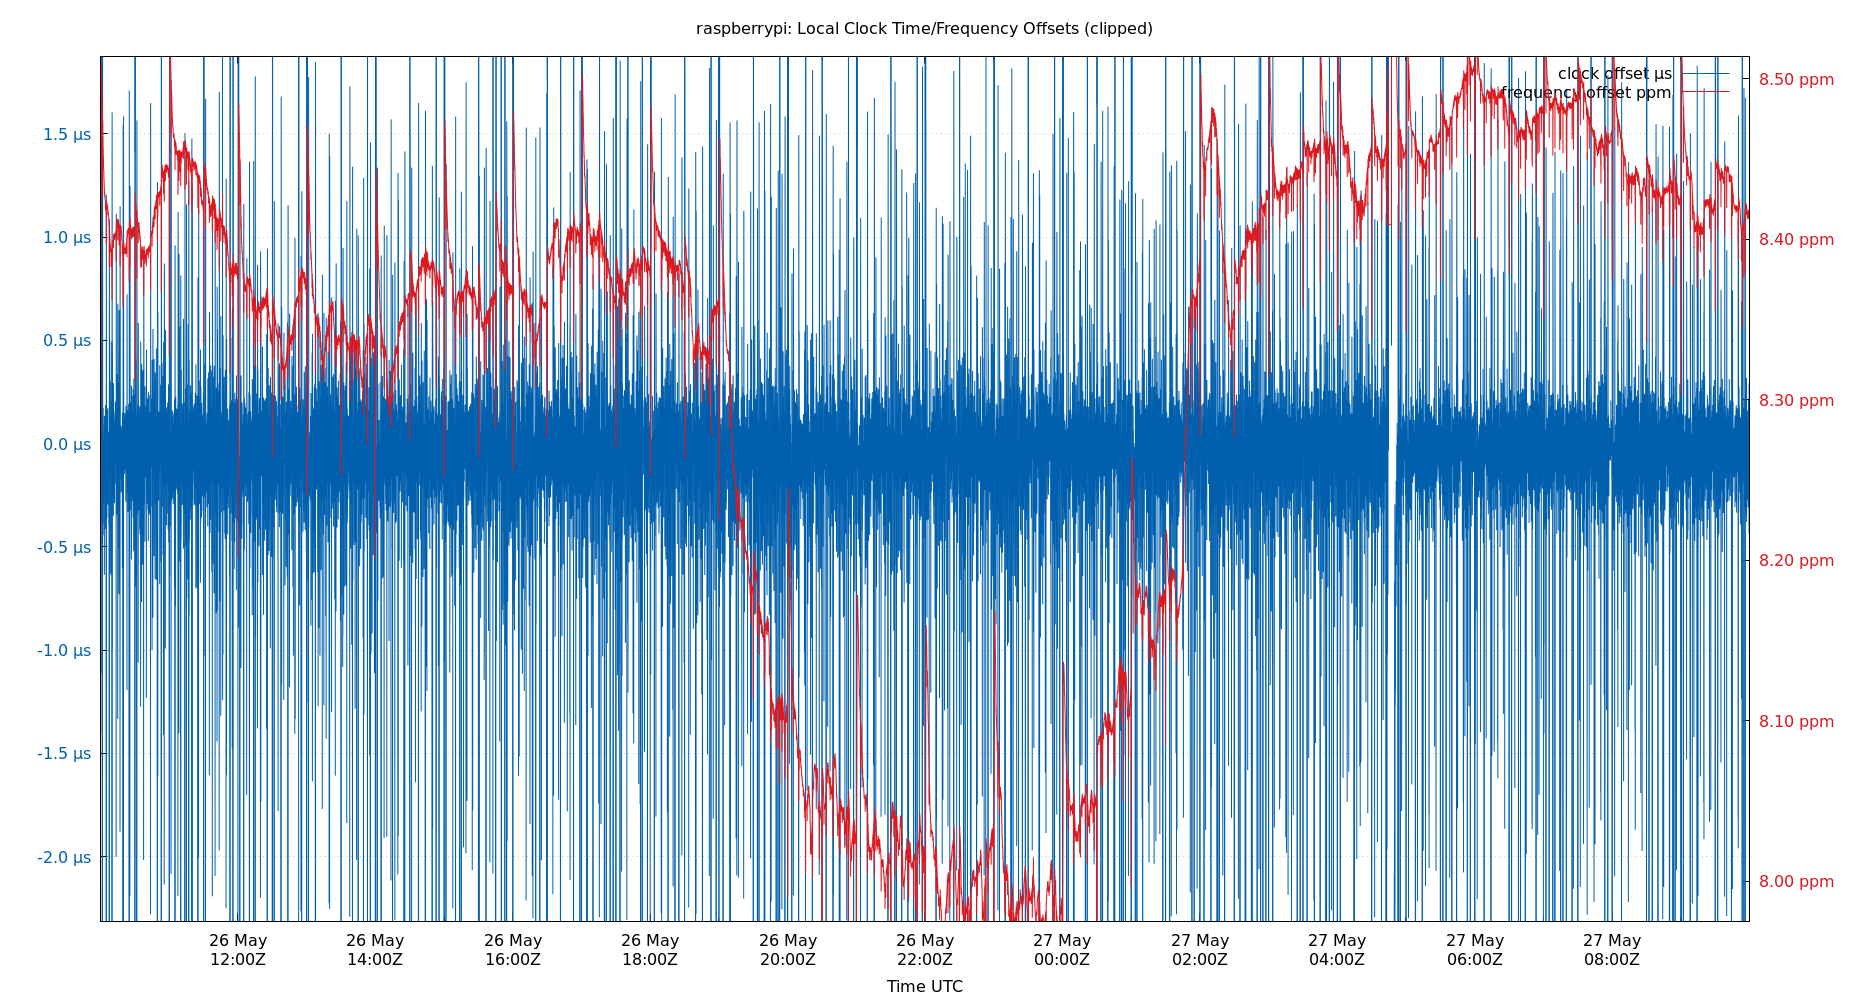 raspberrypi: Local Clock Time/Frequency Offsets (clipped)
clock offset µs
frequency offset ppm
1.5 µs
1.0 µs
0.5 µs
0.0 µs
-0.5 µs
-1.0 µs
-1.5 µs
-2.0 µs
8.50 ppm
8.40 ppm
8.30 ppm
8.20 ppm
8.10 ppm
8.00 ppm
26 May 26 May 26 May 26 May 26 May 26 May 27 May 27 May 27 May 27 May 27 May
12:00Z 14:00Z 16:00Z 18:00Z 20:00Z 22:00Z 00:00Z 02:00Z 04:00Z 06:00Z 08:00Z
Time UTC